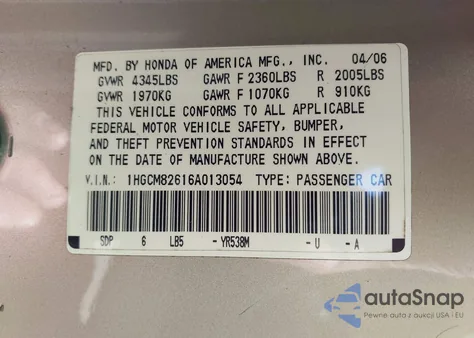 MFD. BY HONDA OF AMERICA MFG., INC. 04/06
GVWR 4345LBS GAWR F 2360LBS R 2005LBS
GVWR 1970KG GAWR F 1070KG R 910KG
THIS VEHICLE CONFORMS TO ALL APPLICABLE
FEDERAL MOTOR VEHICLE SAFETY, BUMPER,
AND THEFT PREVENTION STANDARDS IN EFFECT
ON THE DATE OF MANUFACTURE SHOWN ABOVE.
V.I.N.: 1HGCM82616A013054 TYPE: PASSENGER CAR
SDP 6 LB5 -YR538M -U -A
autoSnap
Pewne auta z USA i EU